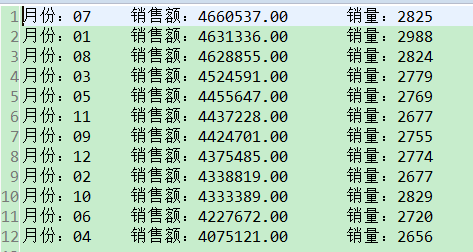 1 月份：07 销售额：4660537.00 销量：2825
2 月份：01 销售额：4631336.00 销量：2988
3 月份：08 销售额：4628855.00 销量：2824
4 月份：03 销售额：4524591.00 销量：2779
5 月份：05 销售额：4455647.00 销量：2769
6 月份：11 销售额：4437228.00 销量：2677
7 月份：09 销售额：4424701.00 销量：2755
8 月份：12 销售额：4375485.00 销量：2774
9 月份：02 销售额：4338819.00 销量：2677
10 月份：10 销售额：4333389.00 销量：2829
11 月份：06 销售额：4227672.00 销量：2720
12 月份：04 销售额：4075121.00 销量：2656